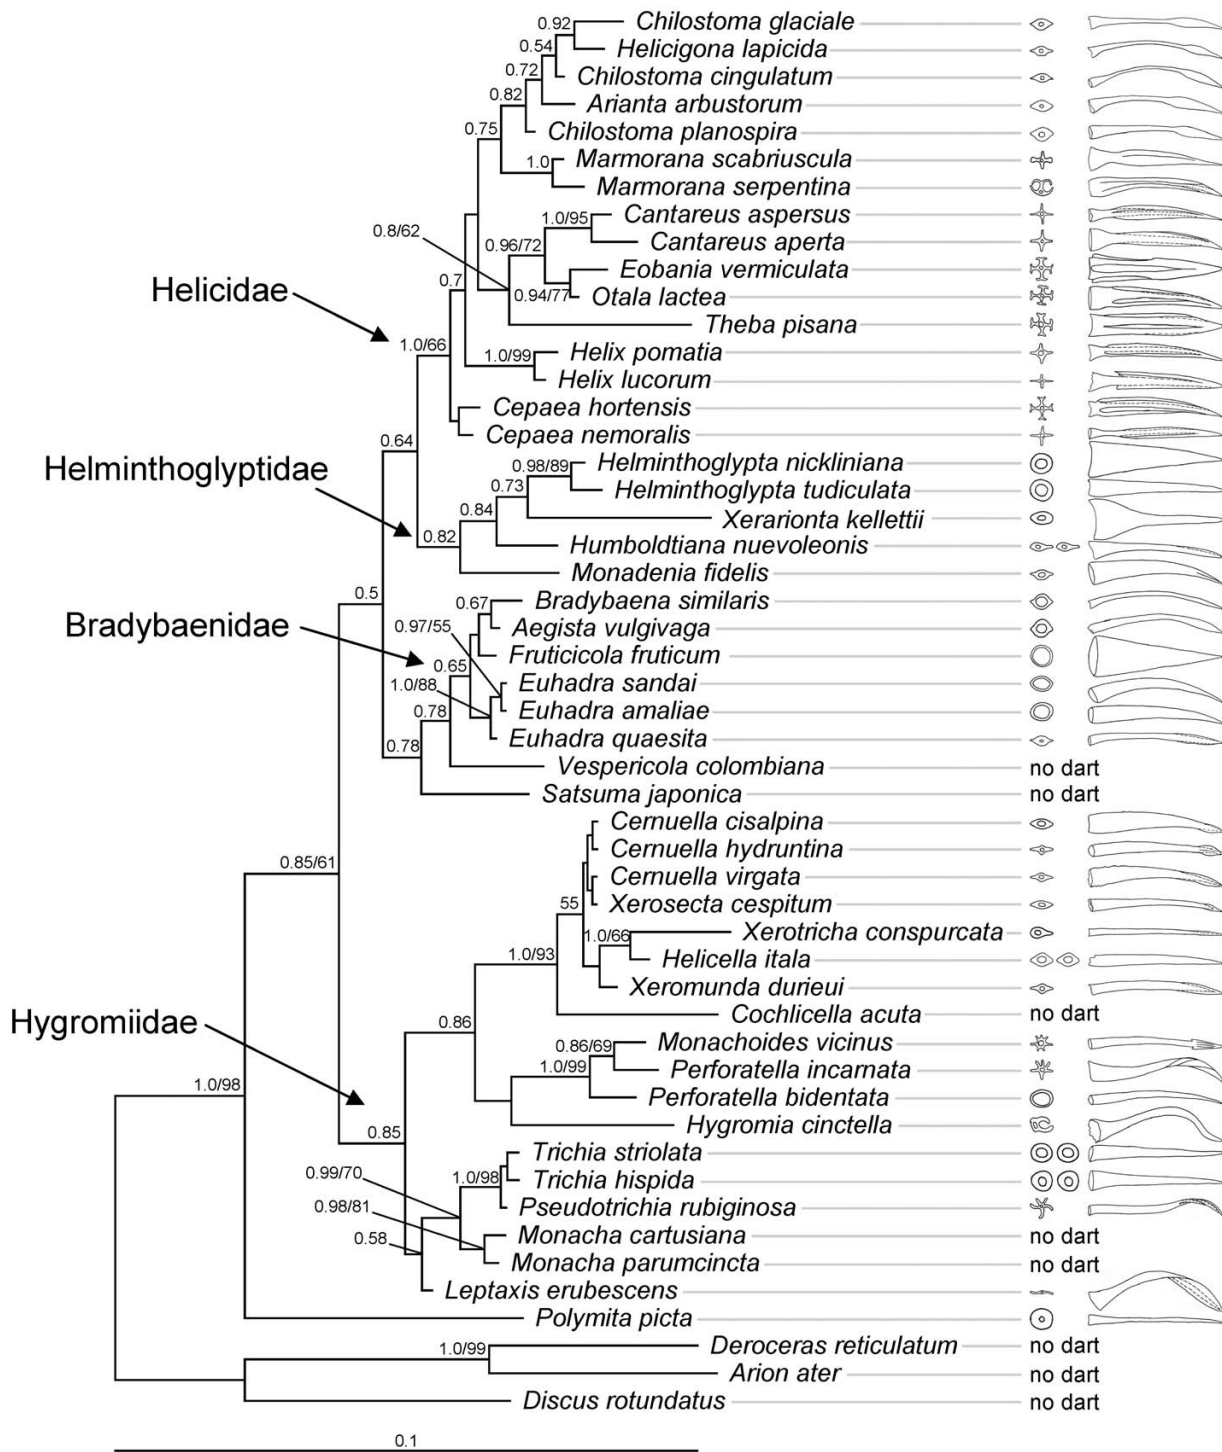 0.92 Chilostoma glaciale
0.54 Helicigona lapicida
0.72 Chilostoma cingulatum
0.82 Arianta arbustorum
0.75 Chilostoma planospira
1.0 Marmorana scabriuscula
Marmorana serpentina
1.0/95 Cantareus aspersus
0.8/62 0.96/72 Cantareus aperta
Eobania vermiculata
Helicidae 0.7 0.94/77 Otala lactea
Theba pisana
1.0/66 1.0/99 Helix pomatia
Helix lucorum
Cepaea hortensis
0.64 Cepaea nemoralis
Helminthoglyptidae 0.98/89 Helminthoglypta nickliniana
0.73 Helminthoglypta tudiculata
0.84 Xerarionta kellettii
0.82 Humboldtiana nuevoleonis
Monadenia fidelis
0.5 0.67 Bradybaena similaris
Bradybaenidae 0.97/55 Aegista vulgivaga
0.65 Fruticicola fruticum
1.0/88 Euhadra sandai
0.78 Euhadra amaliae
0.78 Euhadra quaesita
Vespericola colombiana no dart
Satsuma japonica no dart
Cernuella cisalpina
0.85/61 Cernuella hydruntina
Cernuella virgata
55 Xerosecta cespitum
1.0/66 Xerotricha conspurcata
1.0/93 Helicella itala
Xeromunda durieui
Hygromiidae 0.86 Cochlicella acuta no dart
0.86/69 Monachoides vicinus
1.0/99 Perforatella incarnata
1.0/98 Perforatella bidentata
0.85 Hygromia cinctella
Trichia striolata
0.99/70 1.0/98 Trichia hispida
0.98/81 Pseudotrichia rubiginosa
0.58 Monacha cartusiana no dart
Monacha parumcincta no dart
Leptaxis erubescens
Polymita picta
1.0/99 Deroceras reticulatum no dart
Arion ater no dart
Discus rotundatus no dart
0.1